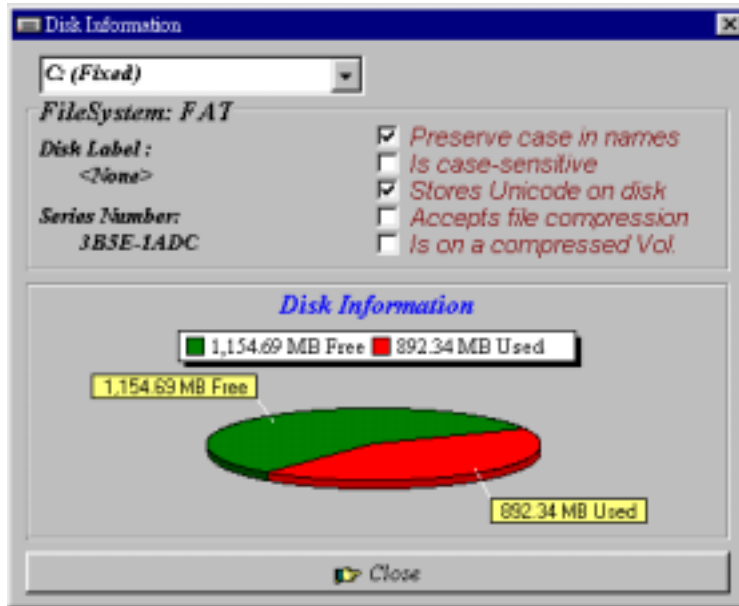 Disk Information
C: (Fixed)
FileSystem: FAT
Disk Label :
<None>
Series Number:
3B5E-1ADC
Preserve case in names
Is case-sensitive
Stores Unicode on disk
Accepts file compression
Is on a compressed Vol.
Disk Information
1,154.69 MB Free 892.34 MB Used
1,154.69 MB Free
892.34 MB Used
Close